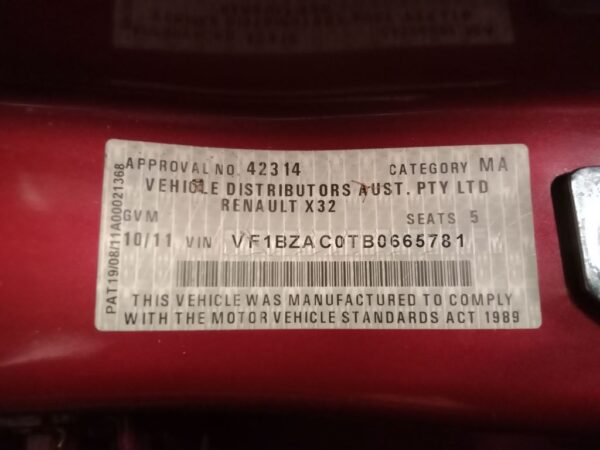 APPROVAL NO. 42314 CATEGORY MA
VEHICLE DISTRIBUTORS AUST. PTY LTD
RENAULT X32
GVM SEATS 5
10/11 VIN VF1BZAC0TB0665781
THIS VEHICLE WAS MANUFACTURED TO COMPLY
WITH THE MOTOR VEHICLE STANDARDS ACT 1989
PAT19/08/11A00021368